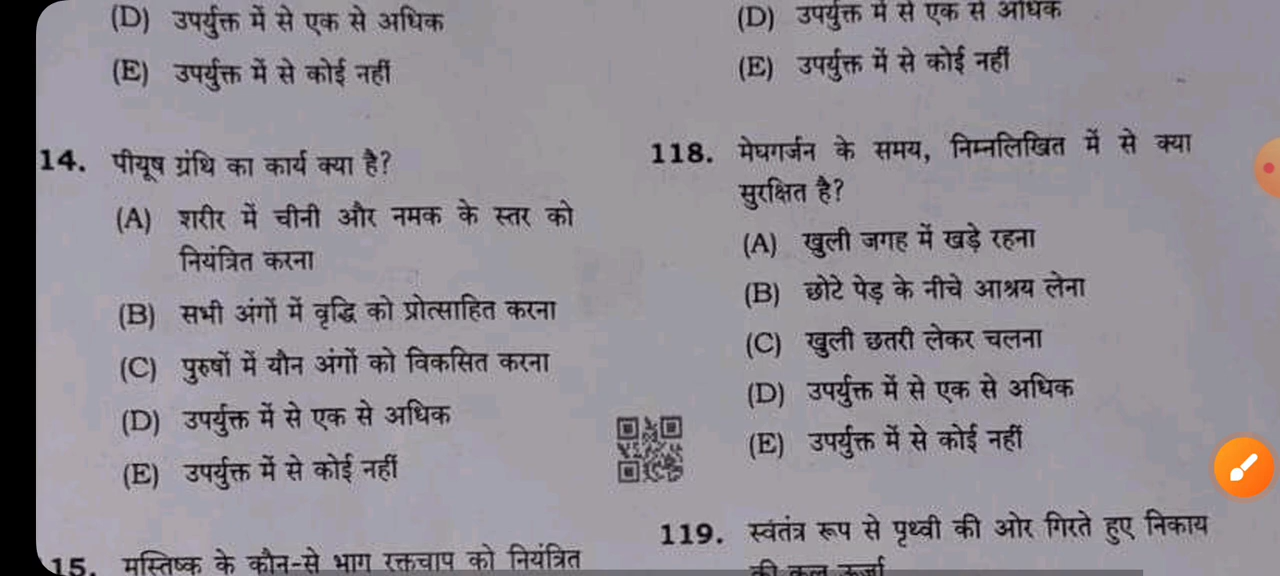 (D) उपर्युक्त में से एक से अधिक
(E) उपर्युक्त में से कोई नहीं
14. पीयूष ग्रंथि का कार्य क्या है?
(A) शरीर में चीनी और नमक के स्तर को
नियंत्रित करना
(B) सभी अंगों में वृद्धि को प्रोत्साहित करना
(C) पुरुषों में यौन अंगों को विकसित करना
(D) उपर्युक्त में से एक से अधिक
(E) उपर्युक्त में से कोई नहीं
15. मस्तिष्क के कौन-से भाग रक्तचाप को नियंत्रित
(D) उपर्युक्त में से एक से अधिक
(E) उपर्युक्त में से कोई नहीं
118. मेघगर्जन के समय, निम्नलिखित में से क्या
सुरक्षित है?
(A) खुली जगह में खड़े रहना
(B) छोटे पेड़ के नीचे आश्रय लेना
(C) खुली छतरी लेकर चलना
(D) उपर्युक्त में से एक से अधिक
(E) उपर्युक्त में से कोई नहीं
119. स्वतंत्र रूप से पृथ्वी की ओर गिरते हुए निकाय
की कुल ऊर्जा